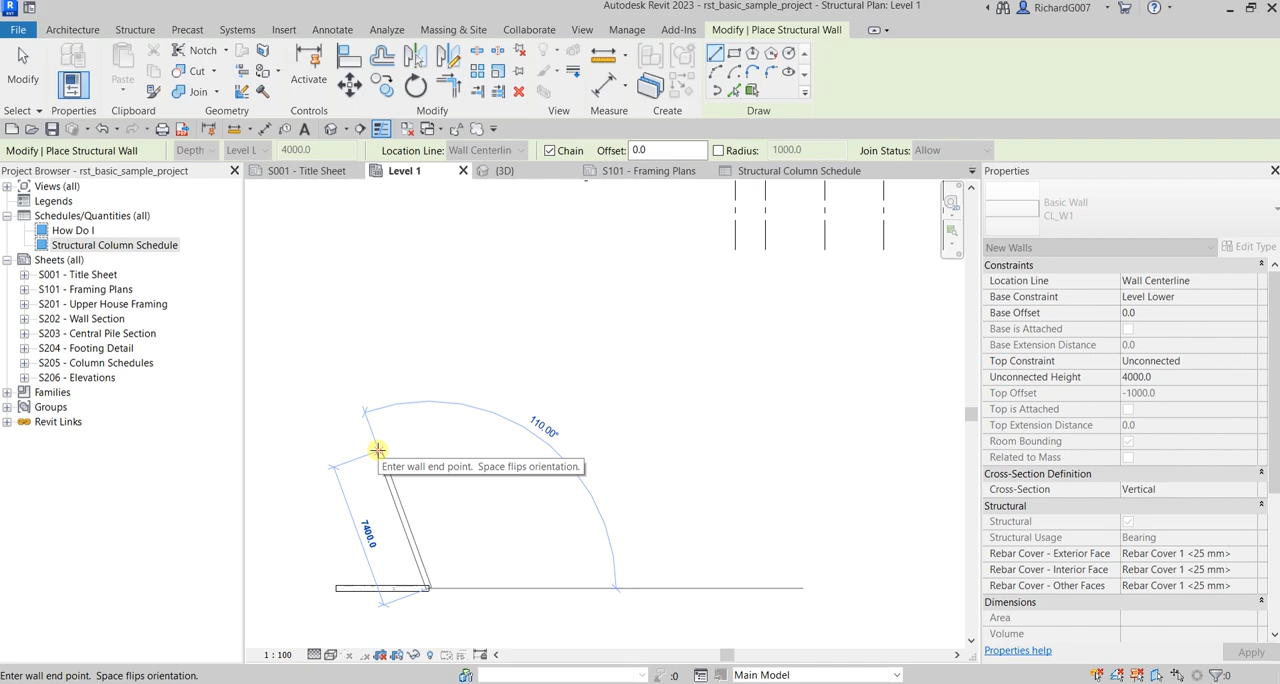 Autodesk Revit 2023 - rst_basic_sample_project - Structural Plan: Level 1
RichardG007
File
Architecture
Structure
Precast
Systems
Insert
Annotate
Analyze
Massing & Site
Collaborate
View
Manage
Add-Ins
Modify | Place Structural Wall
Modify
Paste
Notch
Cut
Join
Activate
Select
Properties
Clipboard
Geometry
Controls
Modify
View
Measure
Create
Draw
Modify | Place Structural Wall
Depth
Level L
4000.0
Location Line:
Wall Centerlin
Chain
Offset:
0.0
Radius:
1000.0
Join Status:
Allow
Project Browser - rst_basic_sample_project
Views (all)
Legends
Schedules/Quantities (all)
How Do I
Structural Column Schedule
Sheets (all)
S001 - Title Sheet
S101 - Framing Plans
S201 - Upper House Framing
S202 - Wall Section
S203 - Central Pile Section
S204 - Footing Detail
S205 - Column Schedules
S206 - Elevations
Families
Groups
Revit Links
S001 - Title Sheet
Level 1
{3D}
S101 - Framing Plans
Structural Column Schedule
110.00°
7400.0
Enter wall end point. Space flips orientation.
1 : 100
Properties
Basic Wall
CL_W1
New Walls
Edit Type
Constraints
Location Line Wall Centerline
Base Constraint Level Lower
Base Offset 0.0
Base is Attached
Base Extension Distance 0.0
Top Constraint Unconnected
Unconnected Height 4000.0
Top Offset -1000.0
Top is Attached
Top Extension Distance 0.0
Room Bounding
Related to Mass
Cross-Section Definition
Cross-Section Vertical
Structural
Structural
Structural Usage Bearing
Rebar Cover - Exterior Face Rebar Cover 1 <25 mm>
Rebar Cover - Interior Face Rebar Cover 1 <25 mm>
Rebar Cover - Other Faces Rebar Cover 1 <25 mm>
Dimensions
Area
Volume
Properties help
Apply
Enter wall end point. Space flips orientation.
:0
Main Model
:0